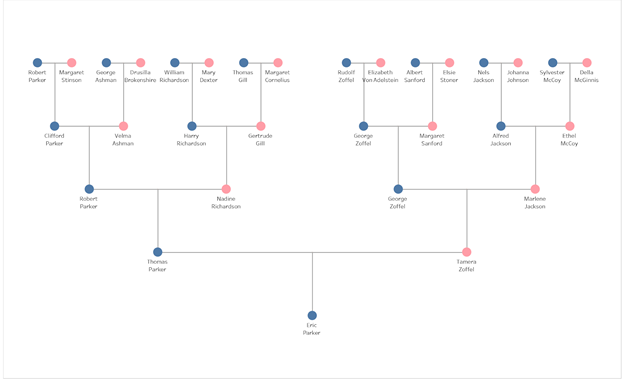 Robert Parker
Margaret Stinson
George Ashman
Drusilla Brokenshire
William Richardson
Mary Dexter
Thomas Gill
Margaret Cornelius
Rudolf Zoffel
Elizabeth Von Adelstein
Albert Sanford
Elsie Stoner
Nels Jackson
Johanna Johnson
Sylvester McCoy
Della McGinnis
Clifford Parker
Velma Ashman
Harry Richardson
Gertrude Gill
George Zoffel
Margaret Sanford
Alfred Jackson
Ethel McCoy
Robert Parker
Nadine Richardson
George Zoffel
Marlene Jackson
Thomas Parker
Tamera Zoffel
Eric Parker